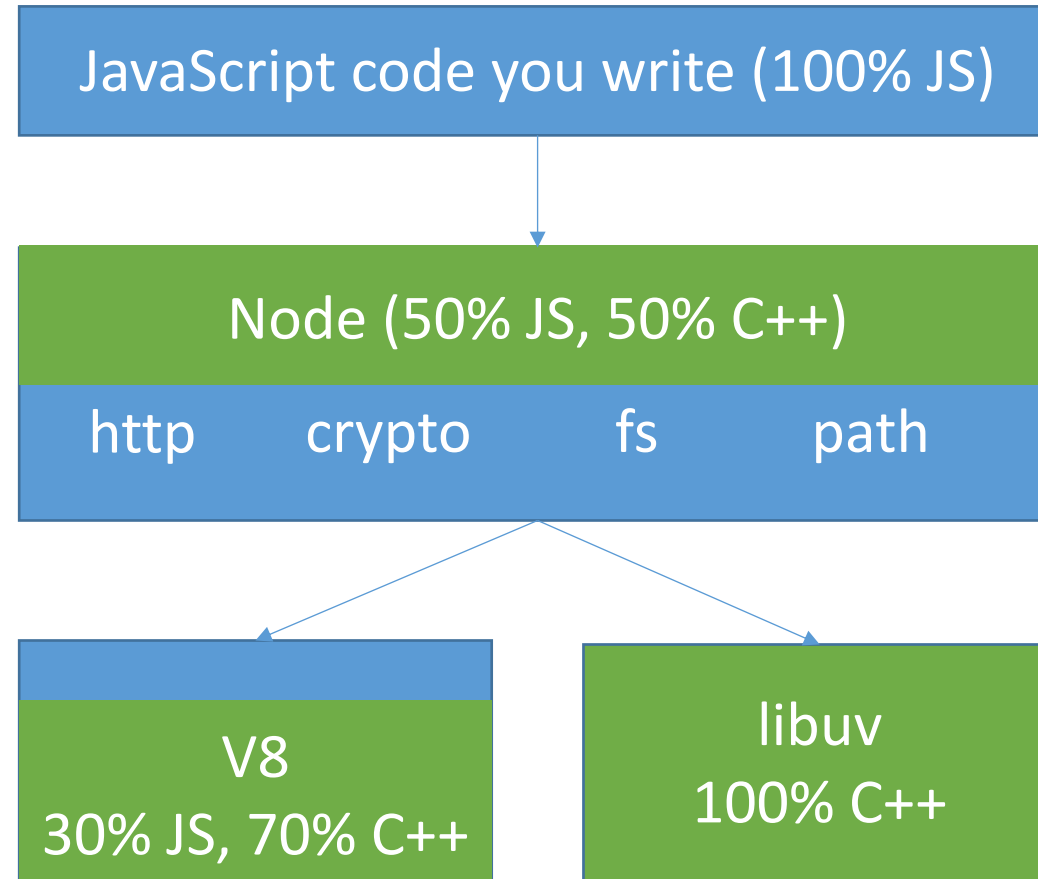 JavaScript code you write (100% JS)
Node (50% JS, 50% C++)
http crypto fs path
V8
30% JS, 70% C++
libuv
100% C++